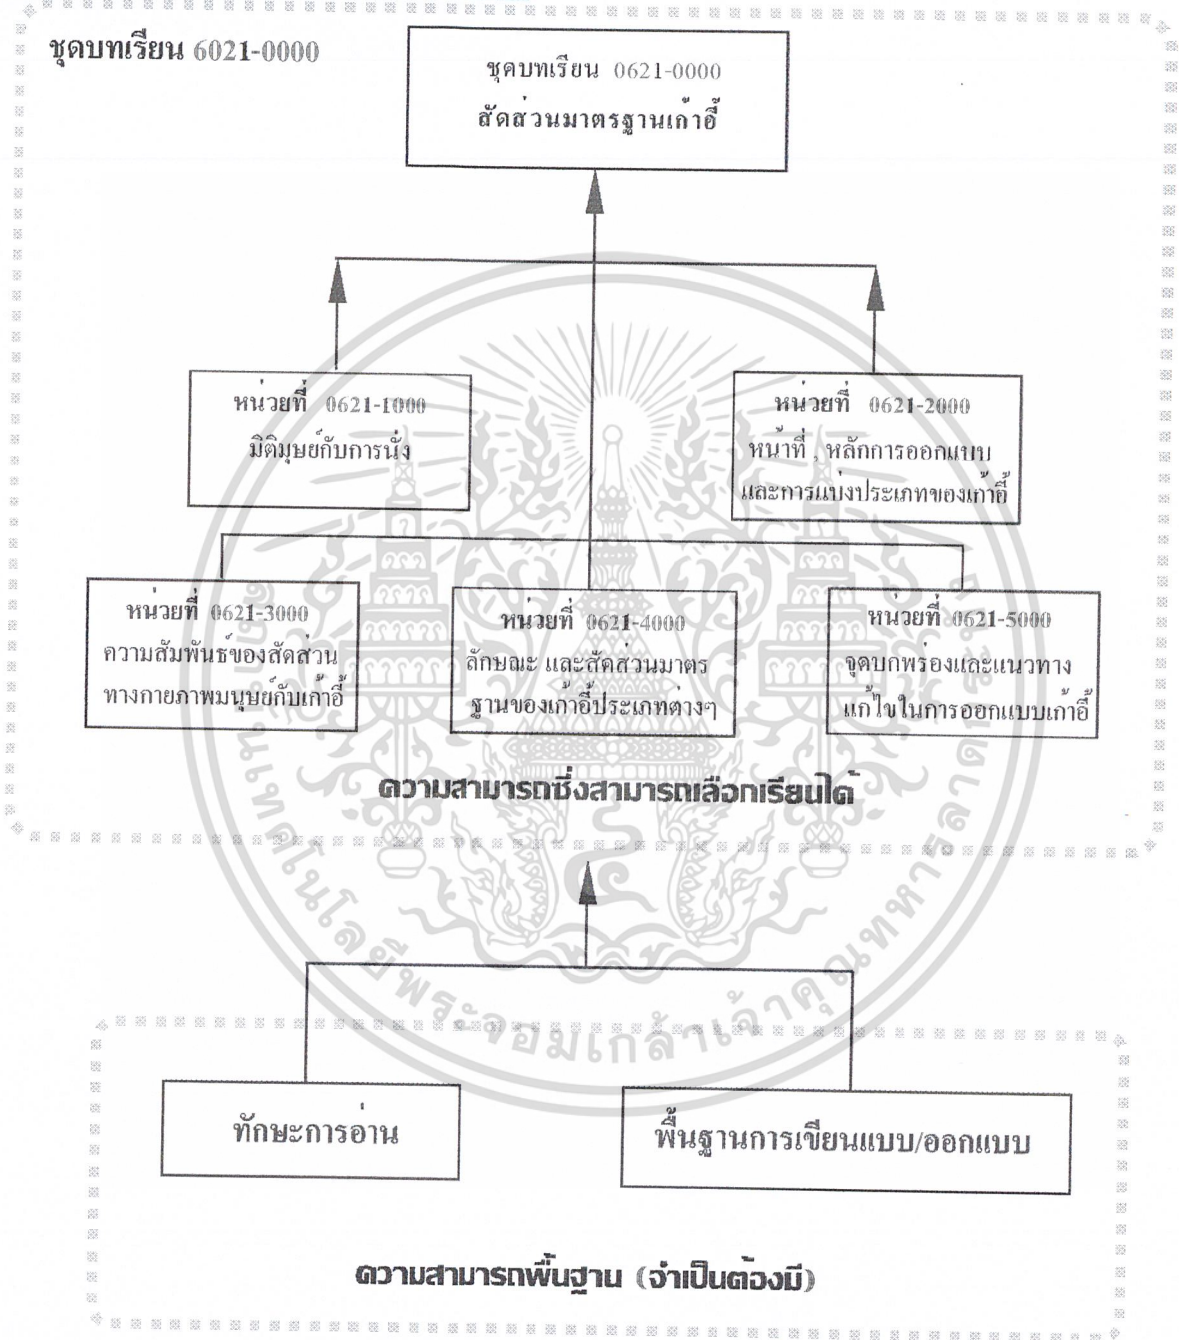 ชุดบทเรียน 6021-0000
ชุดบทเรียน 0621-0000
สัดส่วนมาตรฐานเก้าอี้
หน่วยที่ 0621-1000
มิติมุษย์กับการนั่ง
หน่วยที่ 0621-2000
หน้าที่ , หลักการออกแบบ
และการแบ่งประเภทของเก้าอี้
หน่วยที่ 0621-3000
ความสัมพันธ์ของสัดส่วน
ทางกายภาพมนุษย์กับเก้าอี้
หน่วยที่ 0621-4000
ลักษณะ และสัดส่วนมาตร
ฐานของเก้าอี้ประเภทต่างๆ
หน่วยที่ 0621-5000
จุดบกพร่องและแนวทาง
แก้ไขในการออกแบบเก้าอี้
ความสามารถซึ่งสามารถเลือกเรียนได้
ทักษะการอ่าน
พื้นฐานการเขียนแบบ/ออกแบบ
ความสามารถพื้นฐาน (จำเป็นต้องมี)